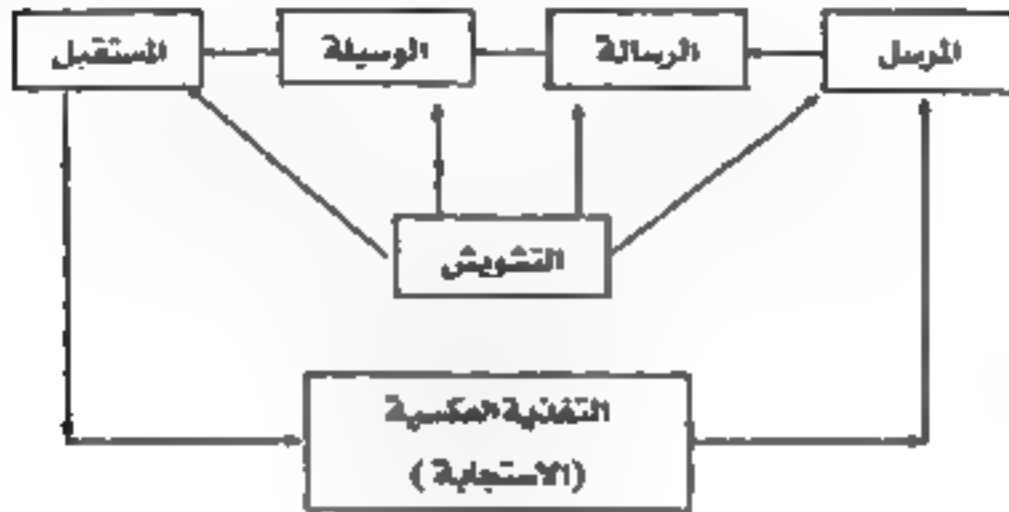 المرسل
الرسالة
الوسيلة
المستقبل
التشويش
التغذية العكسية
(الاستجابة)